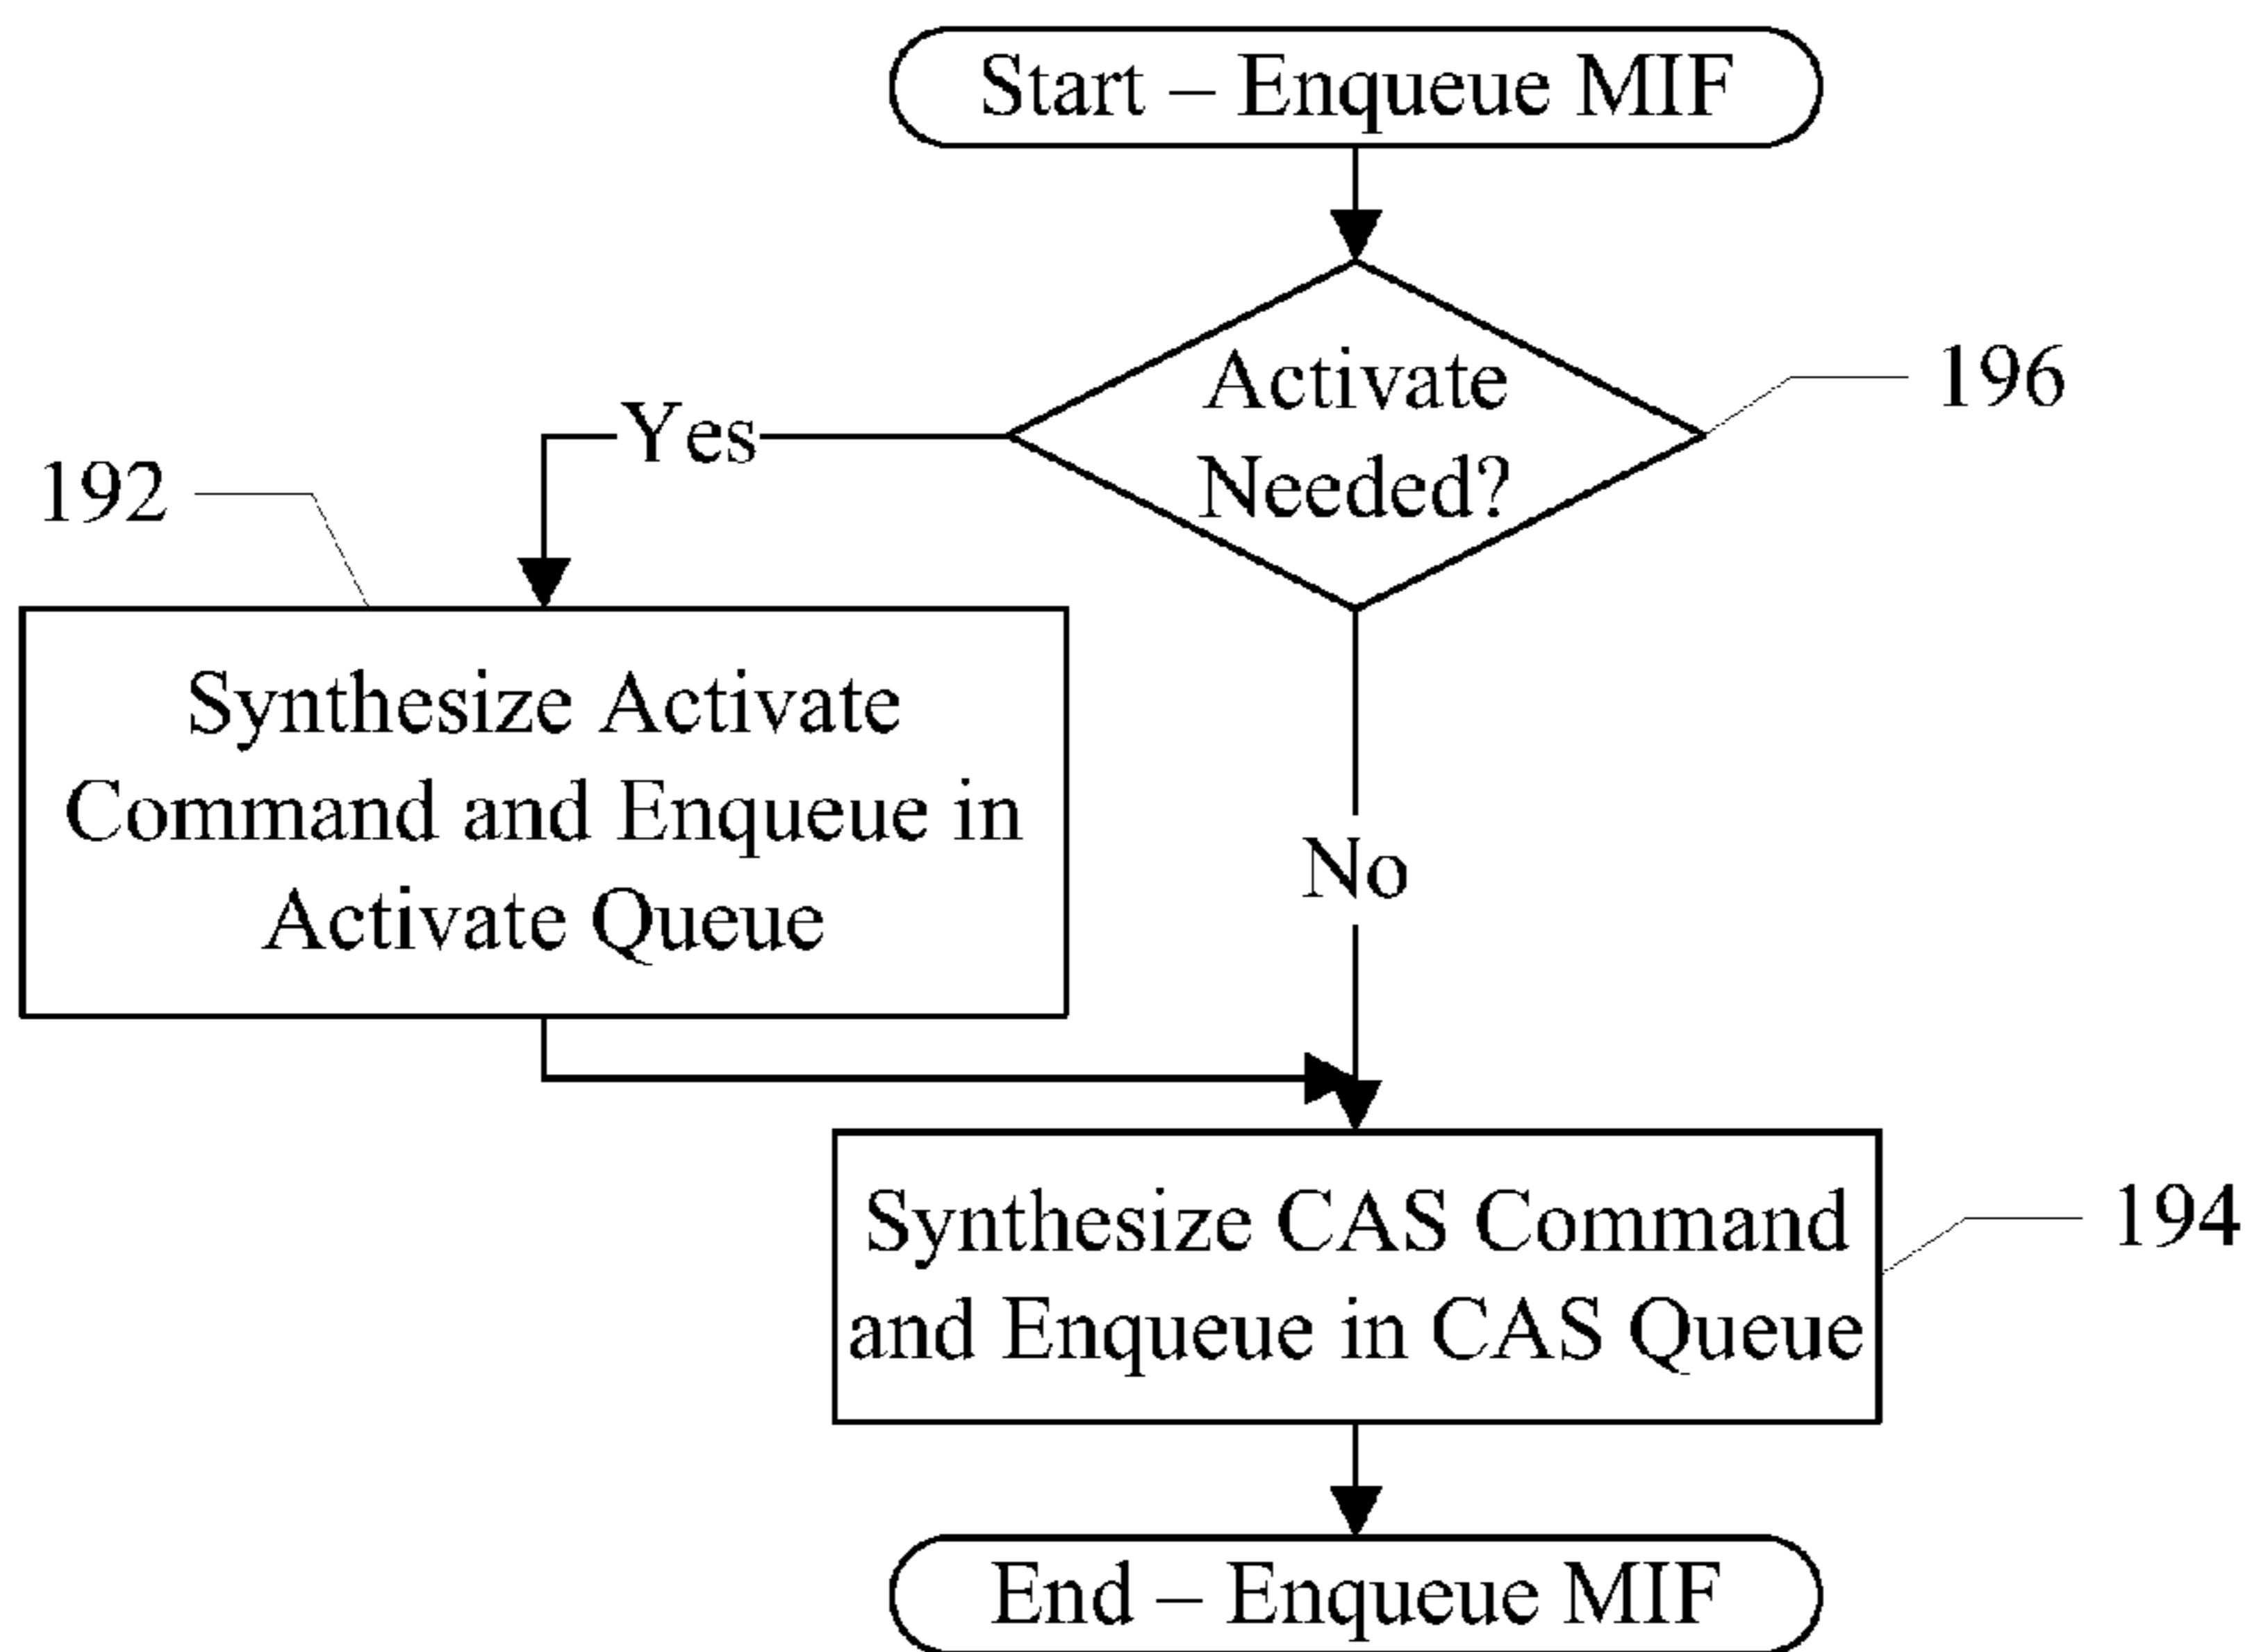 Start – Enqueue MIF
Activate
Needed?
196
Yes
192
Synthesize Activate
Command and Enqueue in
Activate Queue
No
Synthesize CAS Command
and Enqueue in CAS Queue
194
End – Enqueue MIF